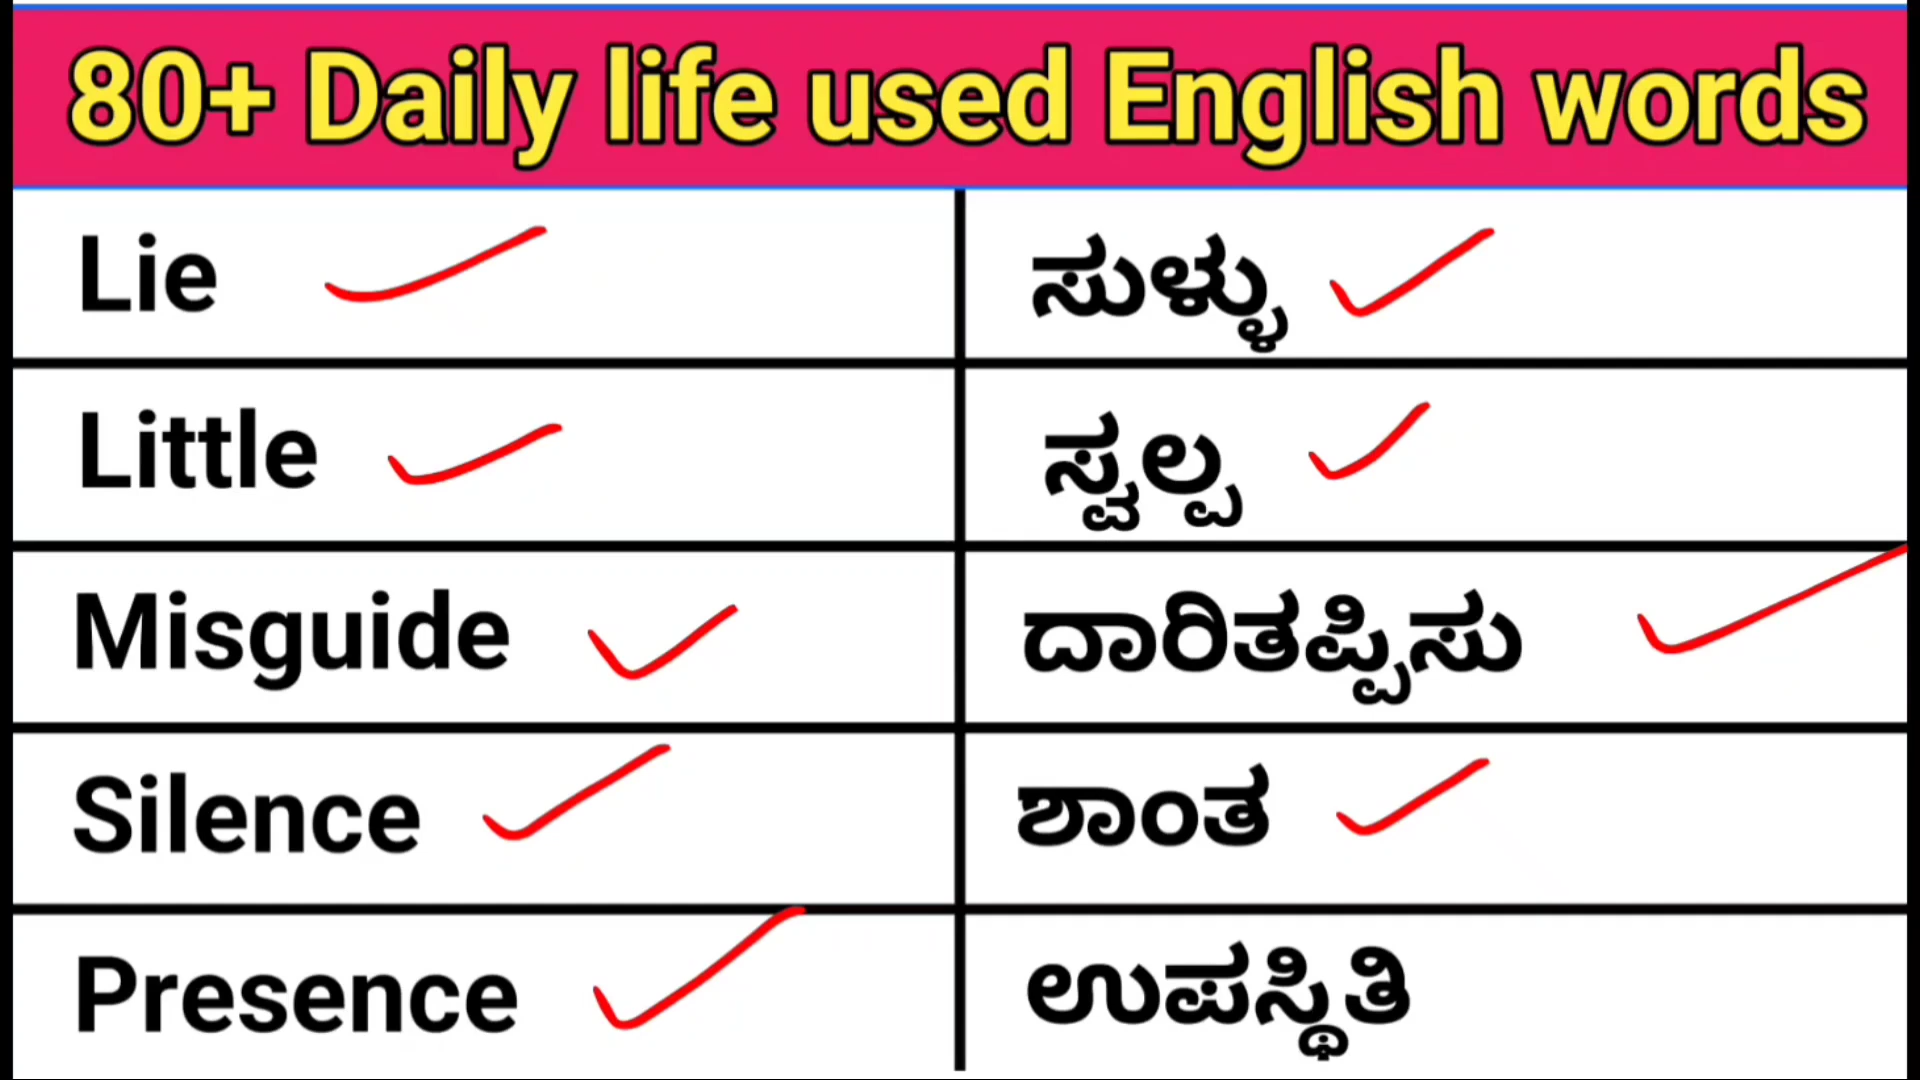 80+ Daily life used English words
Lie ಸುಳ್ಳು
Little ಸ್ವಲ್ಪ
Misguide ದಾರಿತಪ್ಪಿಸು
Silence ಶಾಂತ
Presence ಉಪಸ್ಥಿತಿ